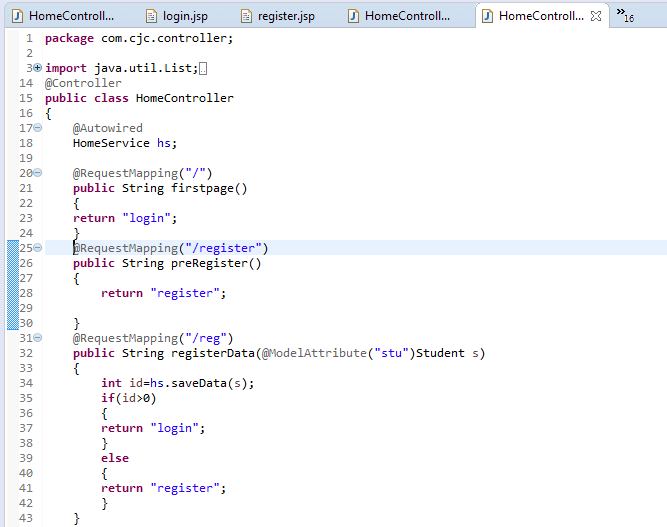 HomeControll... login.jsp register.jsp HomeControll... HomeControll... »16
1 package com.cjc.controller;
2
3 import java.util.List;
14 @Controller
15 public class HomeController
16 {
17 @Autowired
18 HomeService hs;
19
20 @RequestMapping("/")
21 public String firstpage()
22 {
23 return "login";
24 }
25 @RequestMapping("/register")
26 public String preRegister()
27 {
28 return "register";
29
30 }
31 @RequestMapping("/reg")
32 public String registerData(@ModelAttribute("stu")Student s)
33 {
34 int id=hs.saveData(s);
35 if(id>0)
36 {
37 return "login";
38 }
39 else
40 {
41 return "register";
42 }
43 }